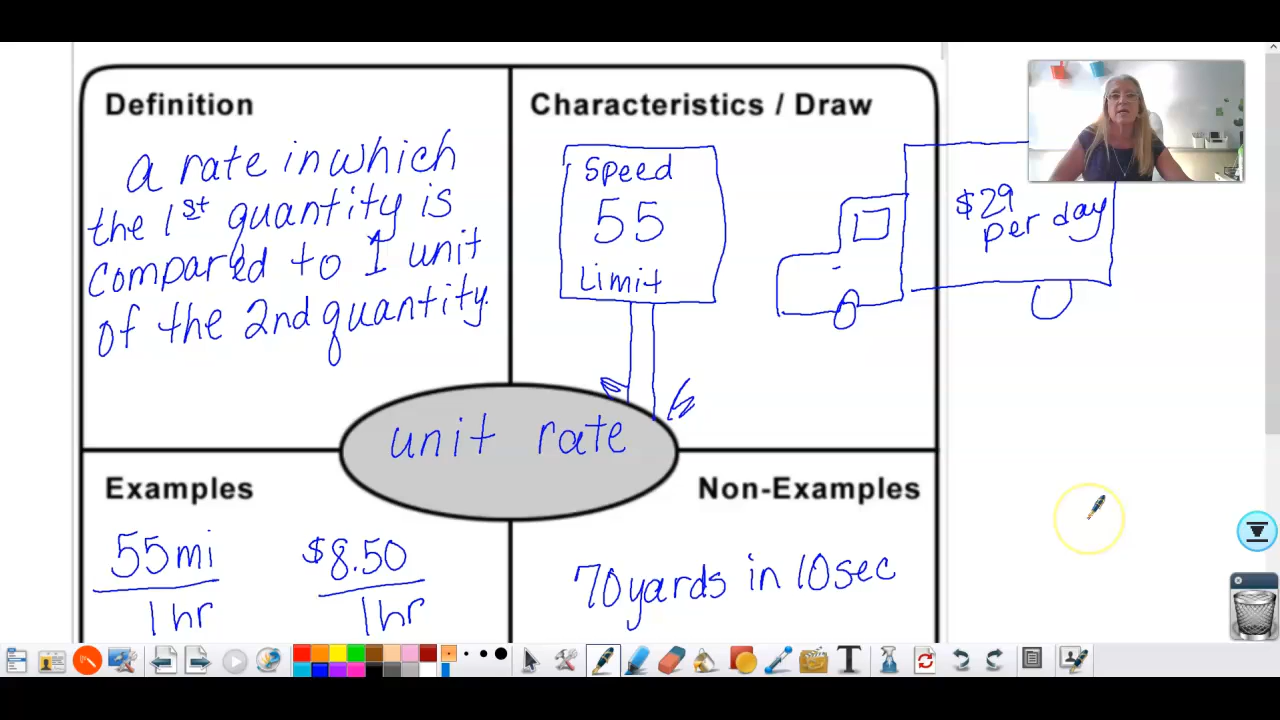 Definition
a rate in which
the 1st quantity is
compared to 1 unit
of the 2nd quantity.
Characteristics / Draw
Speed
55
Limit
$29
per day
unit rate
Examples
55mi
1 hr
$8.50
1 hr
Non-Examples
70 yards in 10 sec
T